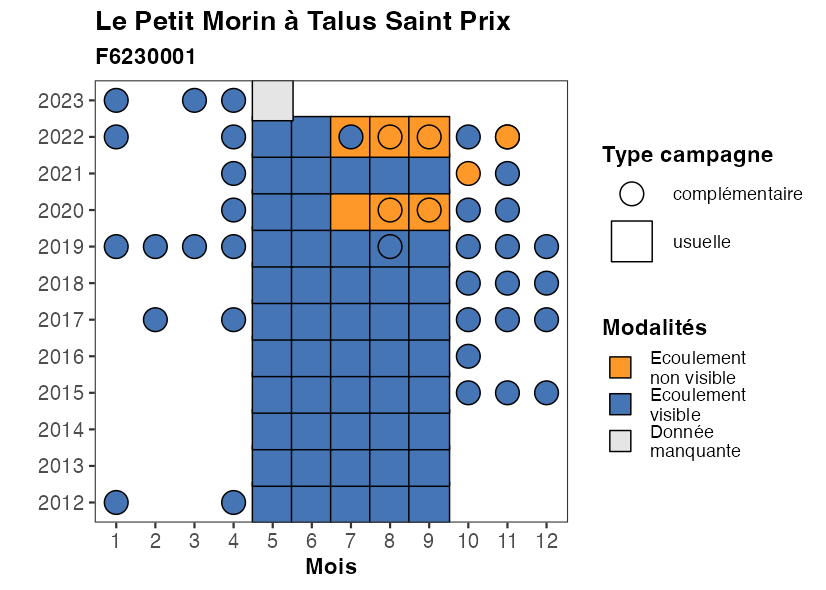 Le Petit Morin à Talus Saint Prix
F6230001
2023
2022
2021
2020
2019
2018
2017
2016
2015
2014
2013
2012
1 2 3 4 5 6 7 8 9 10 11 12
Mois
Type campagne
complémentaire
usuelle
Modalités
Ecoulement
non visible
Ecoulement
visible
Donnée
manquante